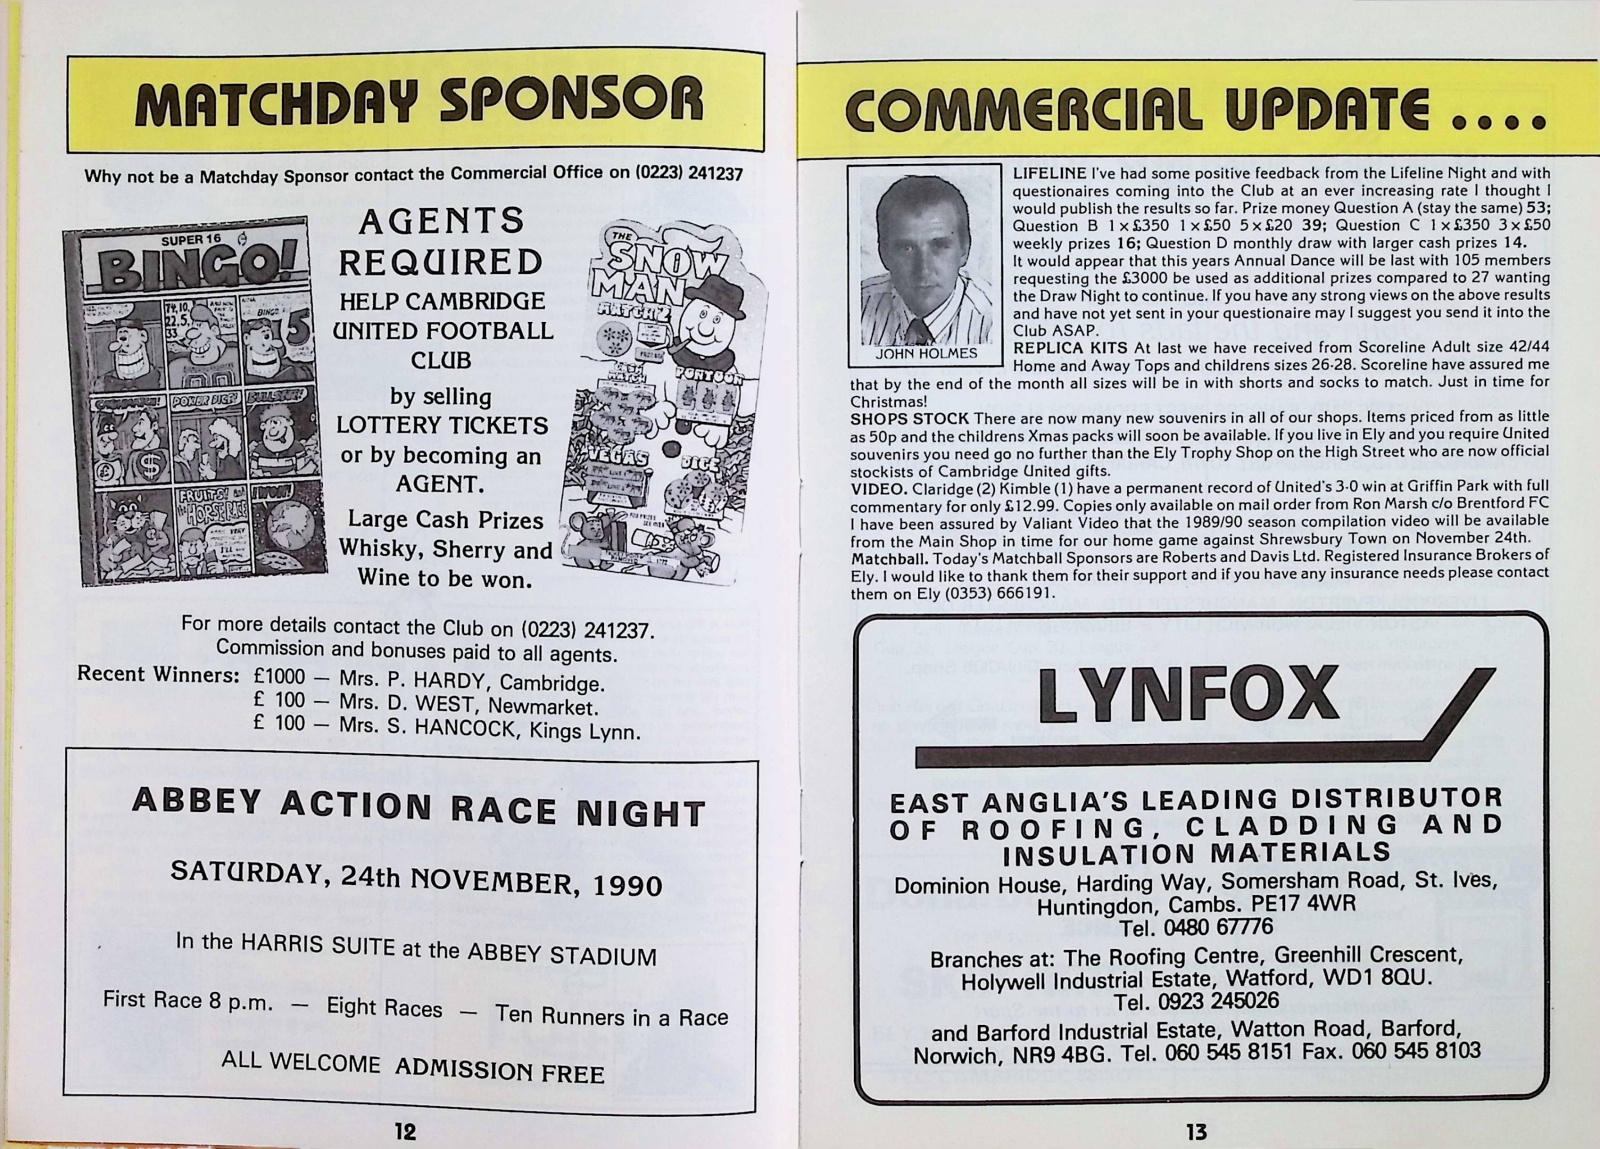 MATCHDAY SPONSOR
Why not be a Matchday Sponsor contact the Commercial Office on (0223) 241237
SUPER 16
BINGO!
POKER DICE!
FRUITS!
HORSE RACE
AGENTS
REQUIRED
HELP CAMBRIDGE
UNITED FOOTBALL
CLUB
by selling
LOTTERY TICKETS
or by becoming an
AGENT.
Large Cash Prizes
Whisky, Sherry and
Wine to be won.
THE
SNOW
MAN
MATCH 2
CASH
MATCH
PONTOON
VEGAS
DICE
For more details contact the Club on (0223) 241237.
Commission and bonuses paid to all agents.
Recent Winners: £1000 — Mrs. P. HARDY, Cambridge.
£ 100 — Mrs. D. WEST, Newmarket.
£ 100 — Mrs. S. HANCOCK, Kings Lynn.
ABBEY ACTION RACE NIGHT
SATURDAY, 24th NOVEMBER, 1990
In the HARRIS SUITE at the ABBEY STADIUM
First Race 8 p.m. — Eight Races — Ten Runners in a Race
ALL WELCOME ADMISSION FREE
12
COMMERCIAL UPDATE ....
JOHN HOLMES
LIFELINE I've had some positive feedback from the Lifeline Night and with
questionaires coming into the Club at an ever increasing rate I thought I
would publish the results so far. Prize money Question A (stay the same) 53;
Question B 1 x £350 1 x £50 5 x £20 39; Question C 1 x £350 3 x £50
weekly prizes 16; Question D monthly draw with larger cash prizes 14.
It would appear that this years Annual Dance will be last with 105 members
requesting the £3000 be used as additional prizes compared to 27 wanting
the Draw Night to continue. If you have any strong views on the above results
and have not yet sent in your questionaire may I suggest you send it into the
Club ASAP.
REPLICA KITS At last we have received from Scoreline Adult size 42/44
Home and Away Tops and childrens sizes 26-28. Scoreline have assured me
that by the end of the month all sizes will be in with shorts and socks to match. Just in time for
Christmas!
SHOPS STOCK There are now many new souvenirs in all of our shops. Items priced from as little
as 50p and the childrens Xmas packs will soon be available. If you live in Ely and you require United
souvenirs you need go no further than the Ely Trophy Shop on the High Street who are now official
stockists of Cambridge United gifts.
VIDEO. Claridge (2) Kimble (1) have a permanent record of United's 3-0 win at Griffin Park with full
commentary for only £12.99. Copies only available on mail order from Ron Marsh c/o Brentford FC
I have been assured by Valiant Video that the 1989/90 season compilation video will be available
from the Main Shop in time for our home game against Shrewsbury Town on November 24th.
Matchball. Today's Matchball Sponsors are Roberts and Davis Ltd. Registered Insurance Brokers of
Ely. I would like to thank them for their support and if you have any insurance needs please contact
them on Ely (0353) 666191.
LYNFOX
EAST ANGLIA'S LEADING DISTRIBUTOR
OF ROOFING, CLADDING AND
INSULATION MATERIALS
Dominion House, Harding Way, Somersham Road, St. Ives,
Huntingdon, Cambs. PE17 4WR
Tel. 0480 67776
Branches at: The Roofing Centre, Greenhill Crescent,
Holywell Industrial Estate, Watford, WD1 8QU.
Tel. 0923 245026
and Barford Industrial Estate, Watton Road, Barford,
Norwich, NR9 4BG. Tel. 060 545 8151 Fax. 060 545 8103
13